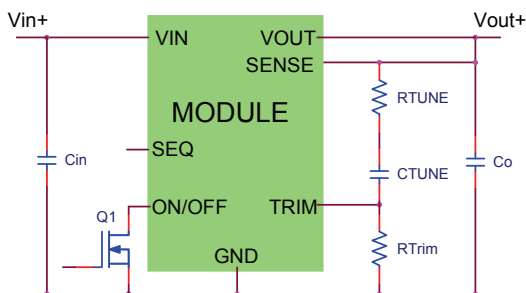 Vin+
Vout+
VIN
VOUT
SENSE
RTUNE
MODULE
Cin
SEQ
CTUNE
Co
Q1
ON/OFF
TRIM
RTrim
GND